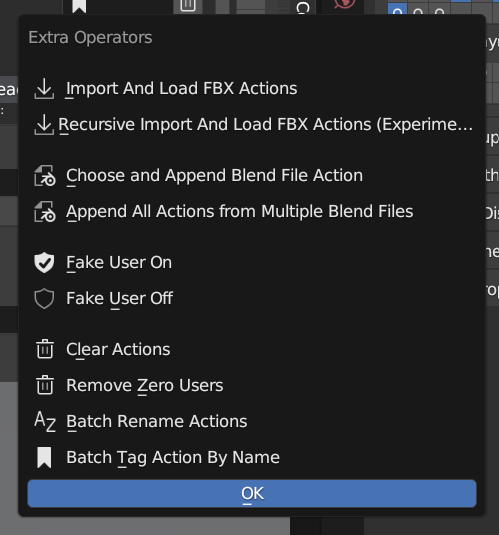 Extra Operators
Import And Load FBX Actions
Recursive Import And Load FBX Actions (Experime...
Choose and Append Blend File Action
Append All Actions from Multiple Blend Files
Fake User On
Fake User Off
Clear Actions
Remove Zero Users
Batch Rename Actions
Batch Tag Action By Name
OK